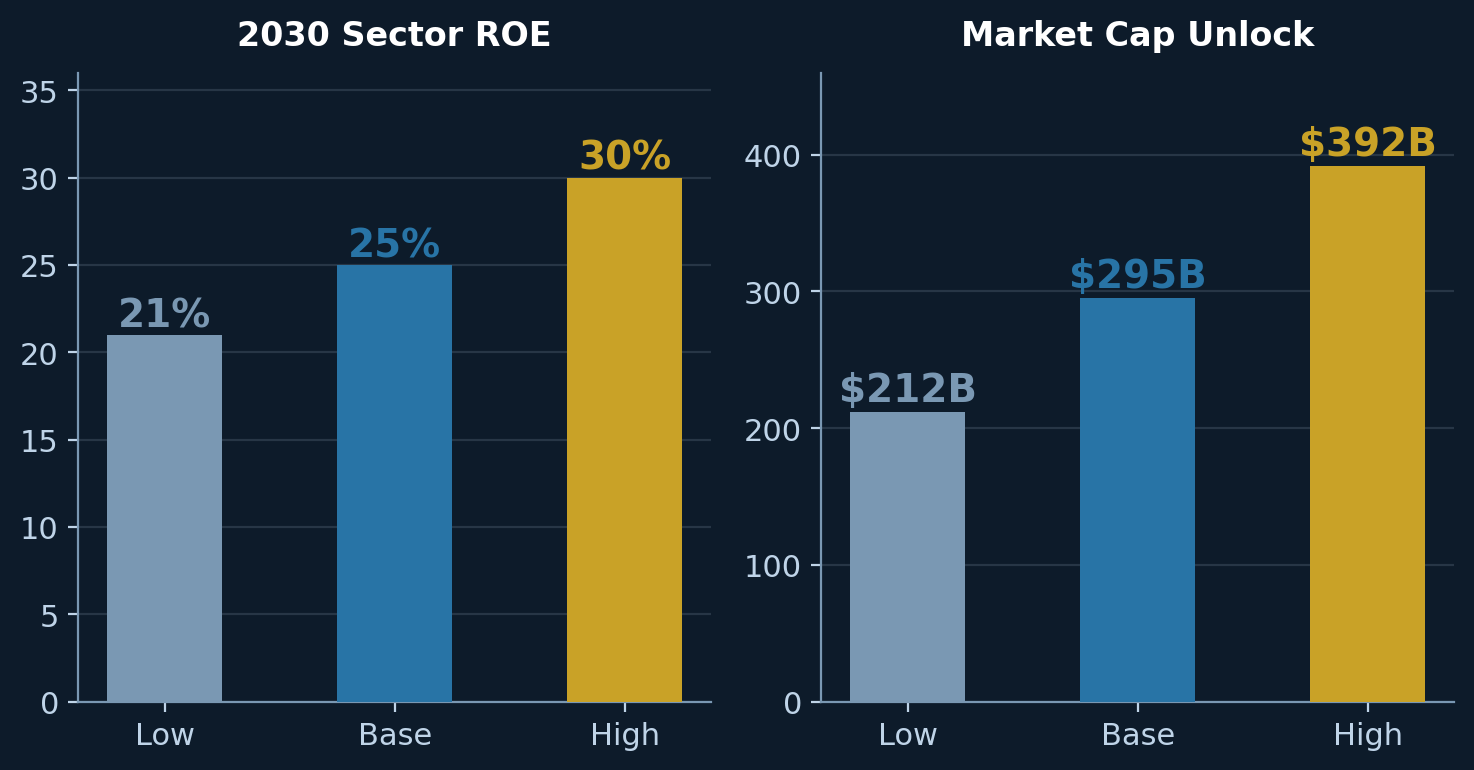 2030 Sector ROE
35
30
25
20
15
10
5
0
21%
25%
30%
Low
Base
High
Market Cap Unlock
400
300
200
100
0
$212B
$295B
$392B
Low
Base
High